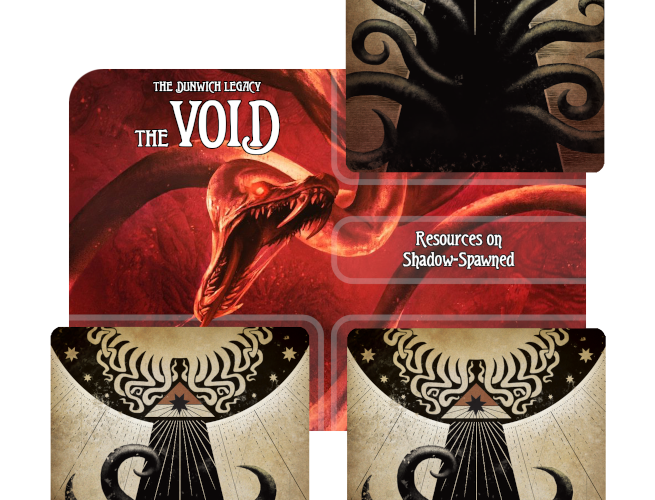 THE DUNWICH LEGACY
THE VOID
Resources on
Shadow-Spawned